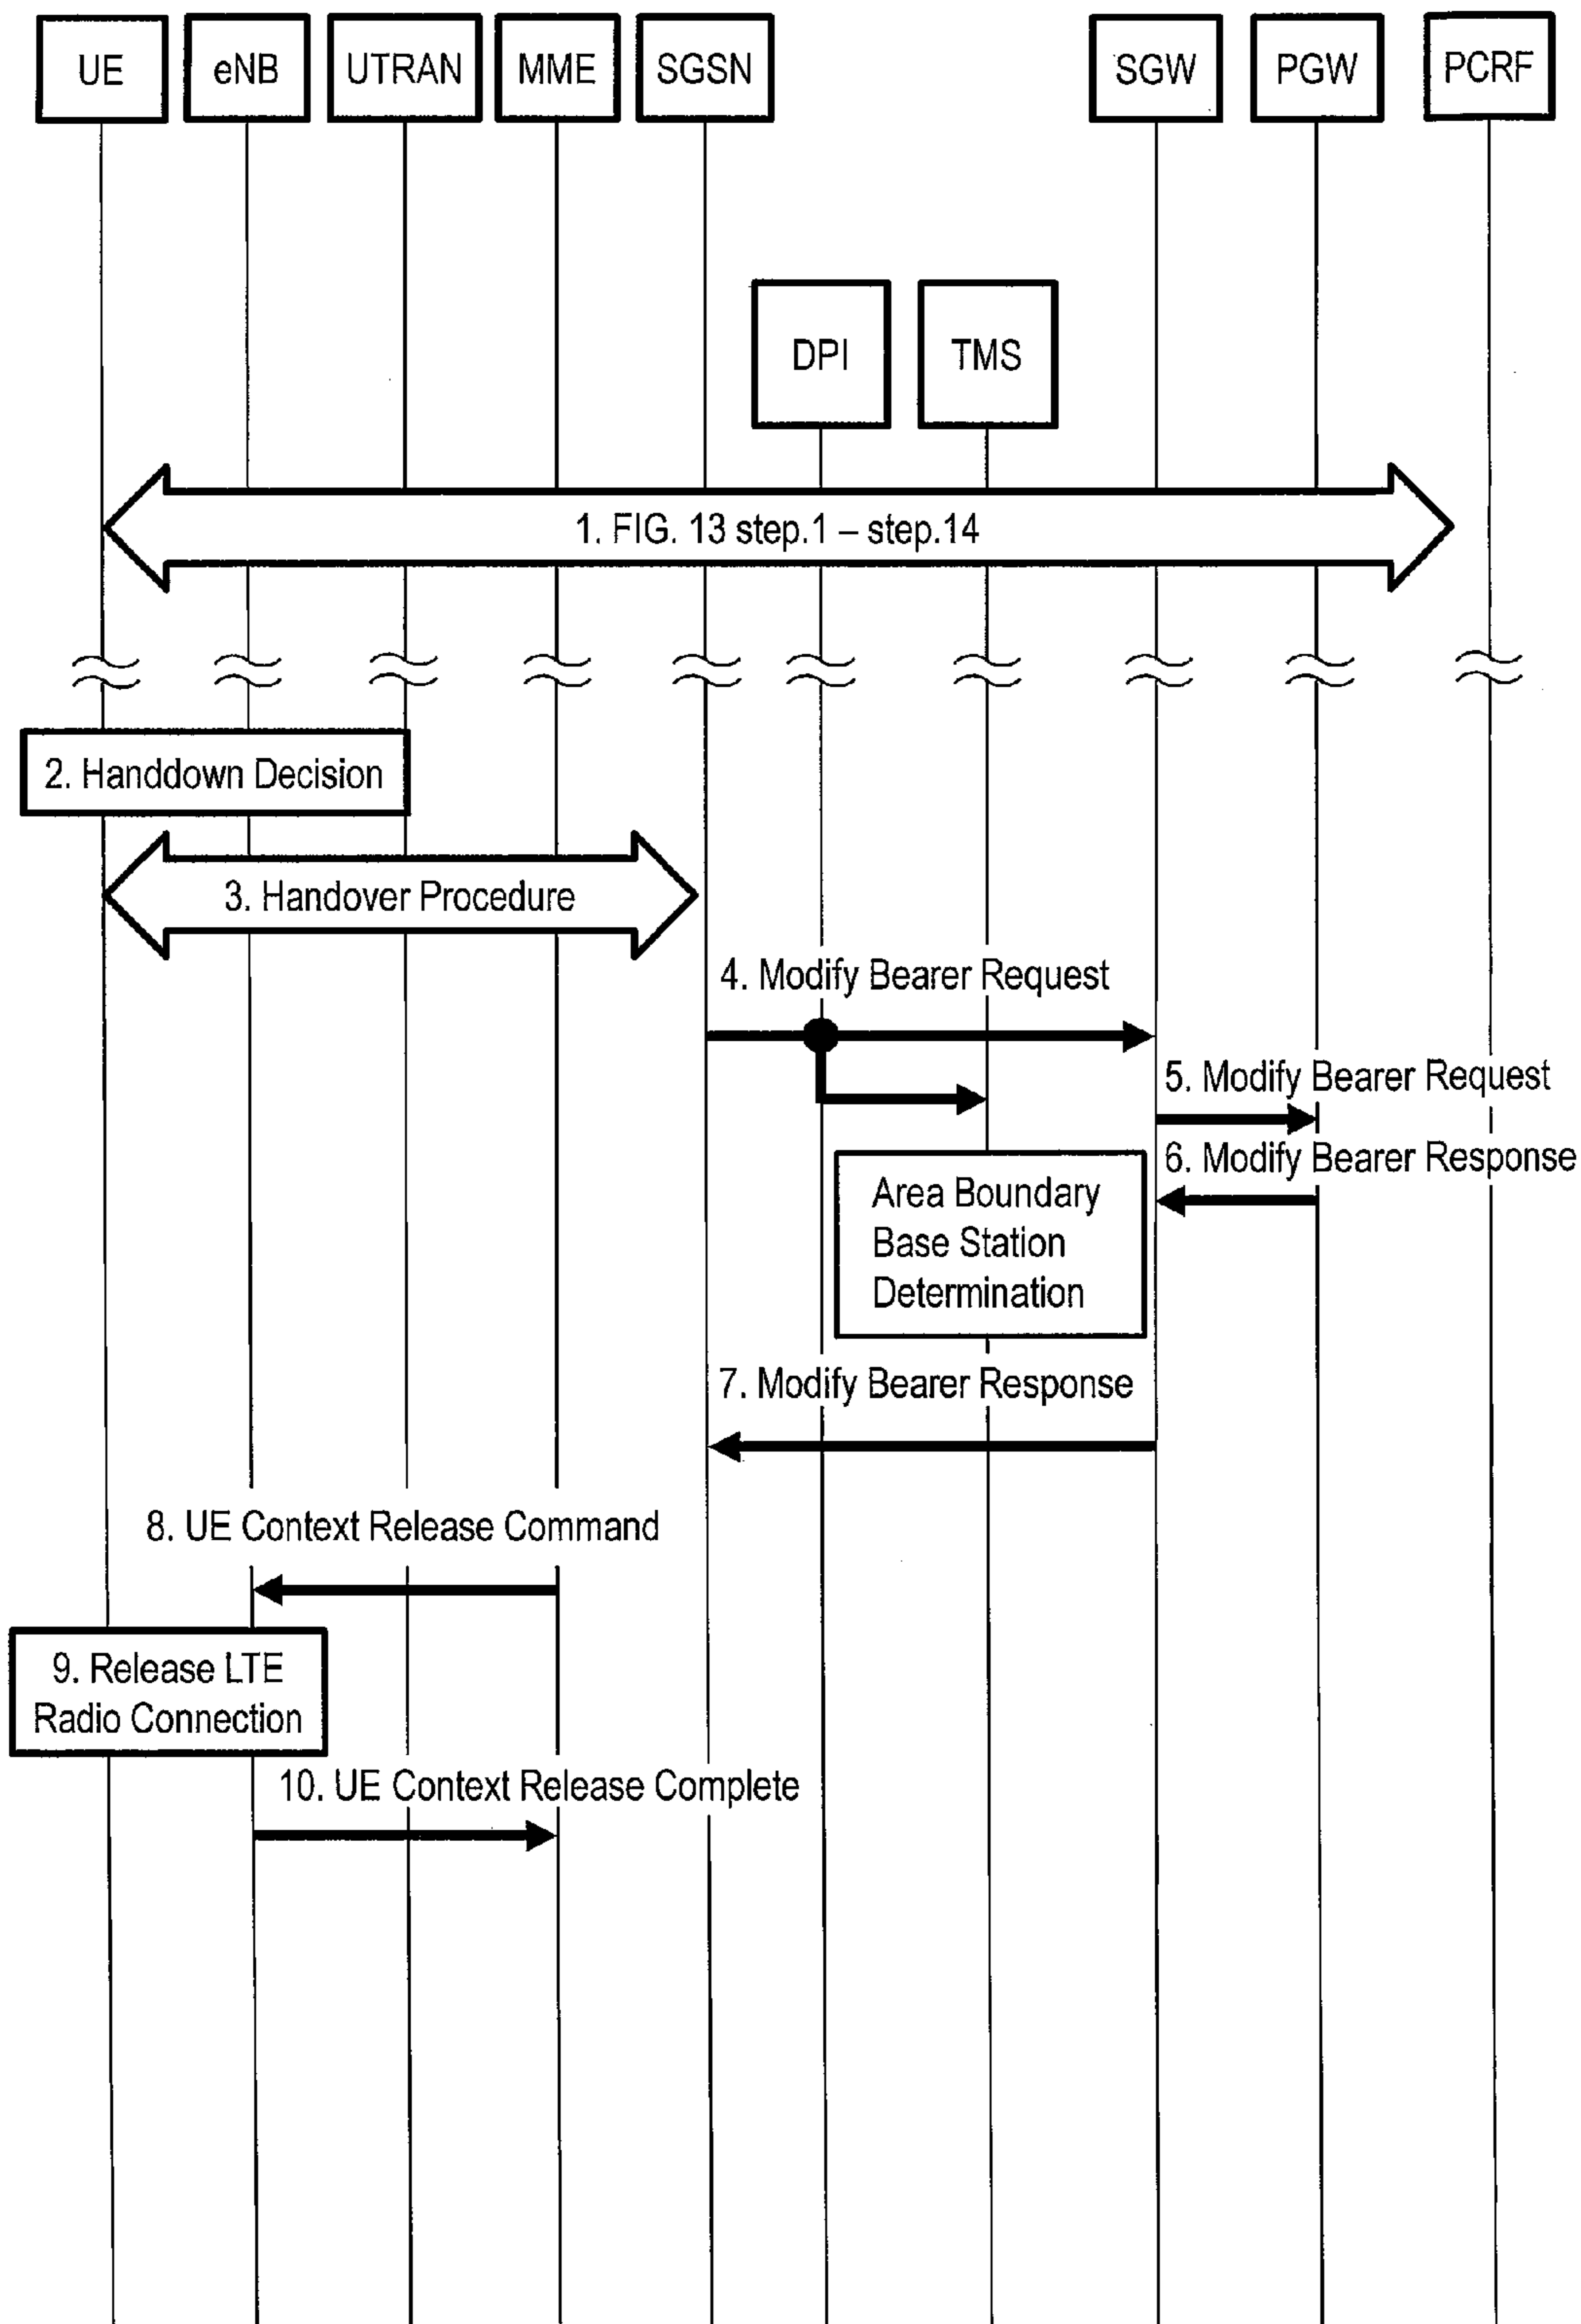 UE
eNB
UTRAN
MME
SGSN
SGW
PGW
PCRF
DPI
TMS
1. FIG. 13 step.1 – step.14
2. Handdown Decision
3. Handover Procedure
4. Modify Bearer Request
5. Modify Bearer Request
6. Modify Bearer Response
Area Boundary
Base Station
Determination
7. Modify Bearer Response
8. UE Context Release Command
9. Release LTE
Radio Connection
10. UE Context Release Complete